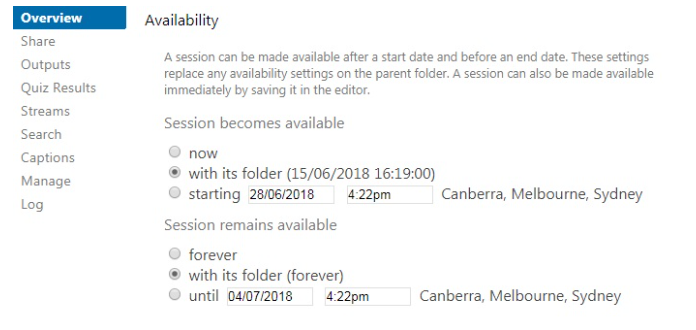 Overview
Share
Outputs
Quiz Results
Streams
Search
Captions
Manage
Log
Availability
A session can be made available after a start date and before an end date. These settings
replace any availability settings on the parent folder. A session can also be made available
immediately by saving it in the editor.
Session becomes available
now
with its folder (15/06/2018 16:19:00)
starting 28/06/2018 4:22pm Canberra, Melbourne, Sydney
Session remains available
forever
with its folder (forever)
until 04/07/2018 4:22pm Canberra, Melbourne, Sydney